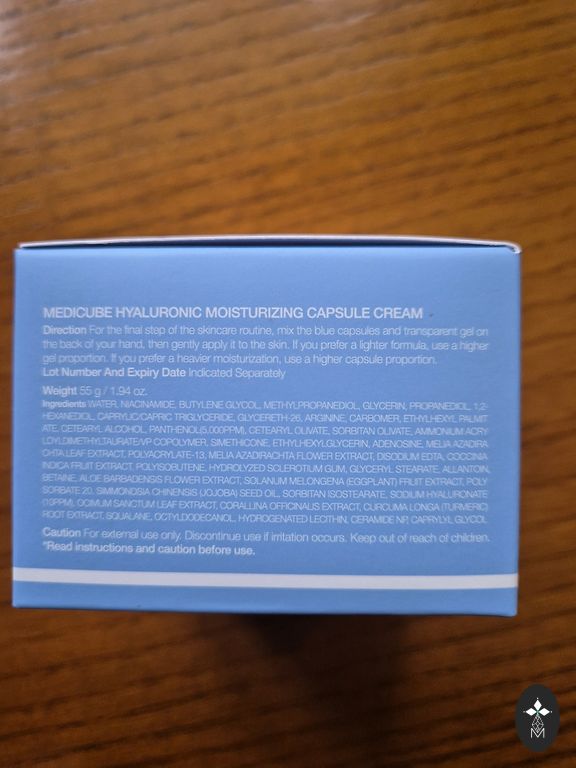 MEDICUBE HYALURONIC MOISTURIZING CAPSULE CREAM
Direction For the final step of the skincare routine, mix the blue capsules and transparent gel on
the back of your hand, then gently apply it to the skin. If you prefer a lighter formula, use a higher
gel proportion. If you prefer a heavier moisturization, use a higher capsule proportion.
Lot Number And Expiry Date Indicated Separately
Weight 55 g / 1.94 oz.
Ingredients WATER, NIACINAMIDE, BUTYLENE GLYCOL, METHYLPROPANEDIOL, GLYCERIN, PROPANEDIOL, 1,2-
HEXANEDIOL, CAPRYLIC/CAPRIC TRIGLYCERIDE, GLYCERETH-26, ARGININE, CARBOMER, ETHYLHEXYL PALMIT
ATE, CETEARYL ALCOHOL, PANTHENOL(5,000PPM), CETEARYL OLIVATE, SORBITAN OLIVATE, AMMONIUM ACRY
LOYLDIMETHYLTAURATE/VP COPOLYMER, SIMETHICONE, ETHYLHEXYLGLYCERIN, ADENOSINE, MELIA AZADIRA
CHTA LEAF EXTRACT, POLYACRYLATE-13, MELIA AZADIRACHTA FLOWER EXTRACT, DISODIUM EDTA, COCCINIA
INDICA FRUIT EXTRACT, POLYISOBUTENE, HYDROLYZED SCLEROTIUM GUM, GLYCERYL STEARATE, ALLANTOIN,
BETAINE, ALOE BARBADENSIS FLOWER EXTRACT, SOLANUM MELONGENA (EGGPLANT) FRUIT EXTRACT, POLY
SORBATE 20, SIMMONDSIA CHINENSIS (JOJOBA) SEED OIL, SORBITAN ISOSTEARATE, SODIUM HYALURONATE
(10PPM), OCIMUM SANCTUM LEAF EXTRACT, CORALLINA OFFICINALIS EXTRACT, CURCUMA LONGA (TURMERIC)
ROOT EXTRACT, SQUALANE, OCTYLDODECANOL, HYDROGENATED LECITHIN, CERAMIDE NP, CAPRYLYL GLYCOL
Caution For external use only. Discontinue use if irritation occurs. Keep out of reach of children.
*Read instructions and caution before use.
M